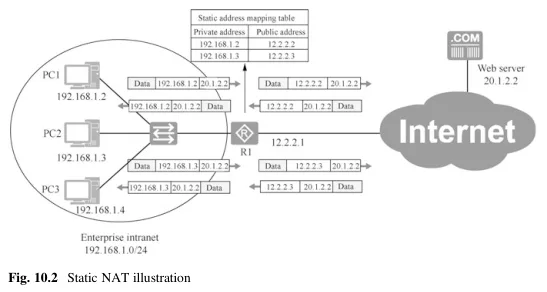 Static address mapping table
Private address Public address
192.168.1.2 12.2.2.2
192.168.1.3 12.2.2.3
.COM
Web server
20.1.2.2
PC1
192.168.1.2
Data 192.168.1.2 20.1.2.2
Data 12.2.2.2 20.1.2.2
192.168.1.2 20.1.2.2 Data
12.2.2.2 20.1.2.2 Data
PC2
192.168.1.3
R
R1
12.2.2.1
Internet
Data 192.168.1.3 20.1.2.2
Data 12.2.2.3 20.1.2.2
192.168.1.3 20.1.2.2 Data
12.2.2.3 20.1.2.2 Data
PC3
192.168.1.4
Enterprise intranet
192.168.1.0/24
Fig. 10.2 Static NAT illustration